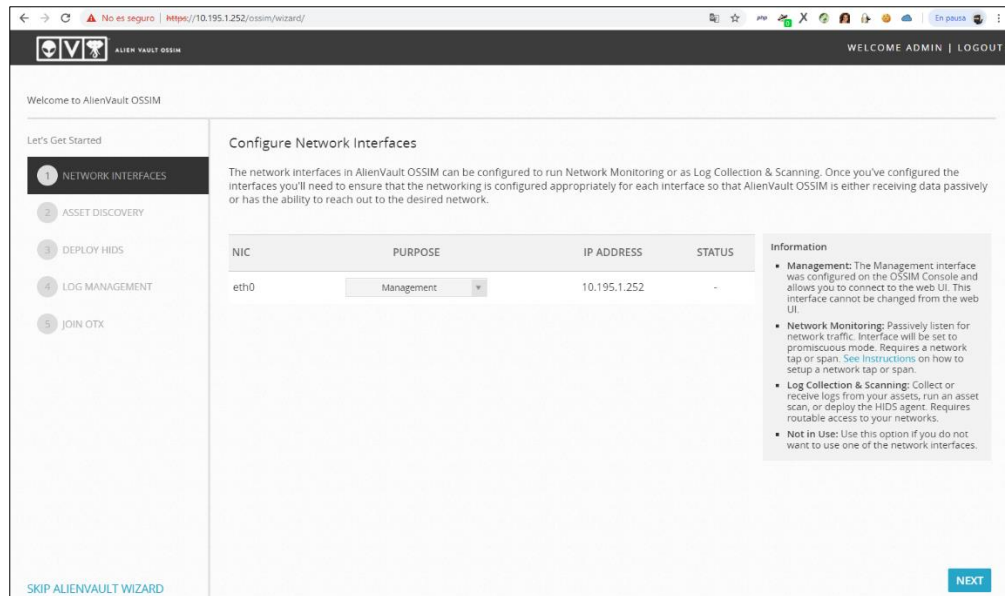 No es seguro | https://10.195.1.252/ossim/wizard/
php
0
En pausa
ALIEN VAULT OSSIM
WELCOME ADMIN | LOGOUT
Welcome to AlienVault OSSIM
Let's Get Started
1 NETWORK INTERFACES
2 ASSET DISCOVERY
3 DEPLOY HIDS
4 LOG MANAGEMENT
5 JOIN OTX
SKIP ALIENVAULT WIZARD
Configure Network Interfaces
The network interfaces in AlienVault OSSIM can be configured to run Network Monitoring or as Log Collection & Scanning. Once you've configured the
interfaces you'll need to ensure that the networking is configured appropriately for each interface so that AlienVault OSSIM is either receiving data passively
or has the ability to reach out to the desired network.
NIC PURPOSE IP ADDRESS STATUS
eth0 Management 10.195.1.252 -
Information
Management: The Management interface
was configured on the OSSIM Console and
allows you to connect to the web UI. This
interface cannot be changed from the web
UI.
Network Monitoring: Passively listen for
network traffic. Interface will be set to
promiscuous mode. Requires a network
tap or span. See Instructions on how to
setup a network tap or span.
Log Collection & Scanning: Collect or
receive logs from your assets, run an asset
scan, or deploy the HIDS agent. Requires
routable access to your networks.
Not in Use: Use this option if you do not
want to use one of the network interfaces.
NEXT